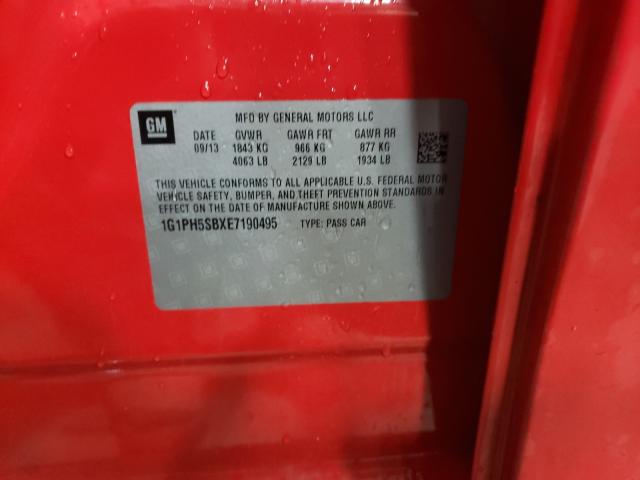 GM
MFD BY GENERAL MOTORS LLC
DATE GVWR GAWR FRT GAWR RR
09/13 1843 KG 966 KG 877 KG
4063 LB 2129 LB 1934 LB
THIS VEHICLE CONFORMS TO ALL APPLICABLE U.S. FEDERAL MOTOR
VEHICLE SAFETY, BUMPER, AND THEFT PREVENTION STANDARDS IN
EFFECT ON THE DATE OF MANUFACTURE SHOWN ABOVE.
1G1PH5SBXE7190495 TYPE: PASS CAR